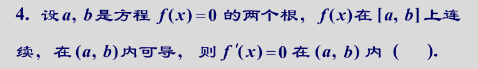 4. 设a, b是方程 f(x)=0 的两个根，f(x)在 [a, b]上连
续，在(a, b)内可导， 则f′(x)=0在(a, b) 内 （ ）.